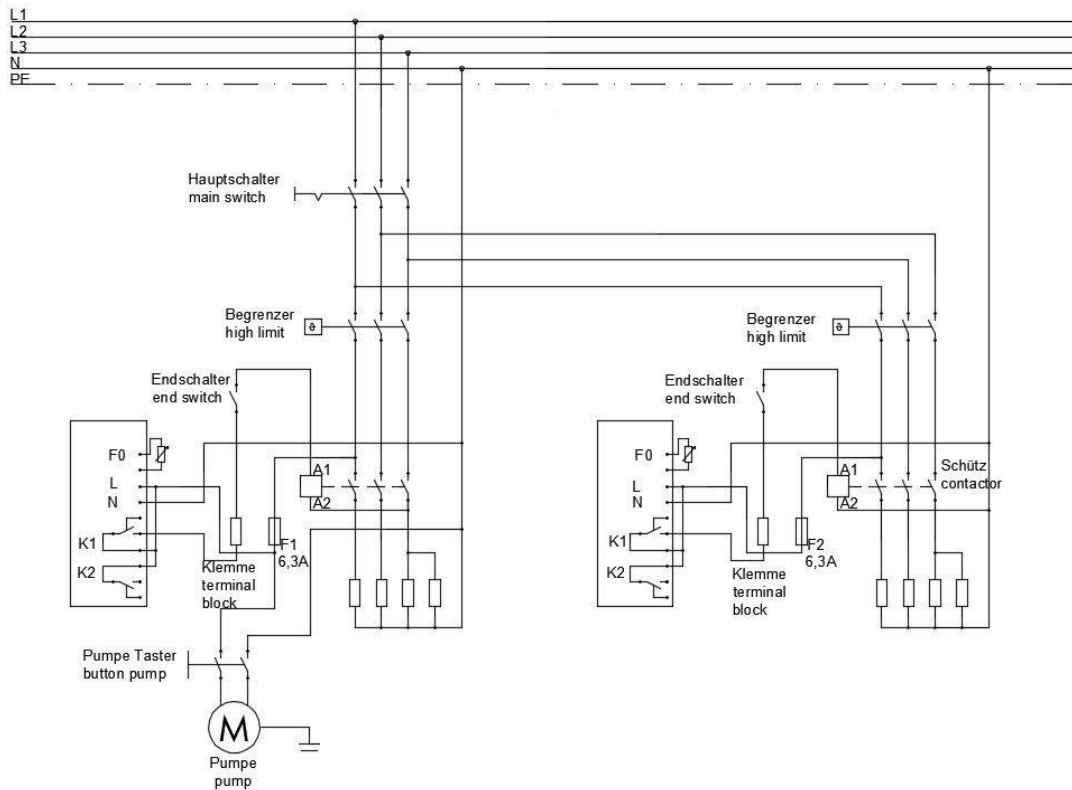 L1
L2
L3
N
PE
Hauptschalter
main switch
Begrenzer
high limit
ϑ
Begrenzer
high limit
ϑ
Endschalter
end switch
Endschalter
end switch
F0
L
N
K1
K2
A1
A2
F1
6,3A
Klemme
terminal
block
F0
L
N
K1
K2
A1
A2
Schütz
contactor
F2
6,3A
Klemme
terminal
block
Pumpe Taster
button pump
M
Pumpe
pump